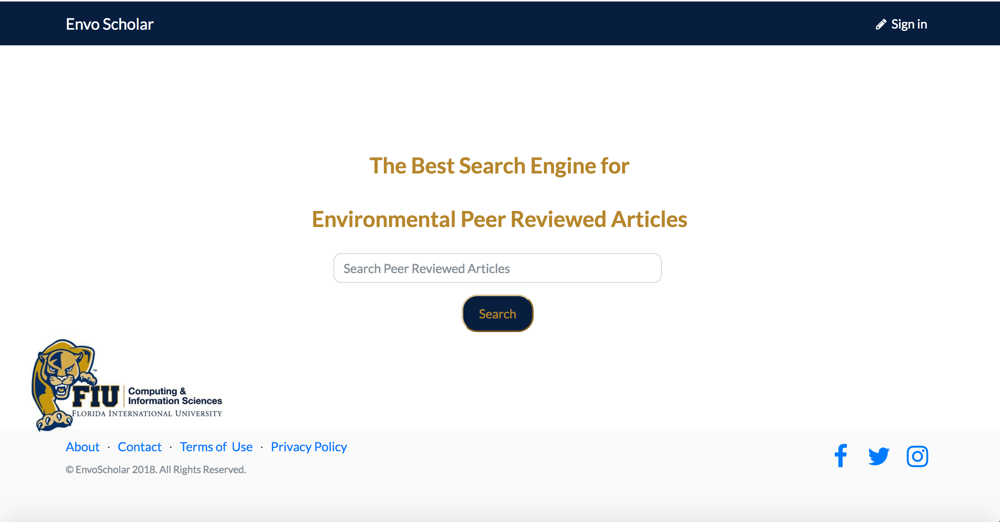 Envo Scholar
Sign in
The Best Search Engine for
Environmental Peer Reviewed Articles
Search Peer Reviewed Articles
Search
™
FIU
Computing &
Information Sciences
FLORIDA INTERNATIONAL UNIVERSITY
About · Contact · Terms of Use · Privacy Policy
© EnvoScholar 2018. All Rights Reserved.